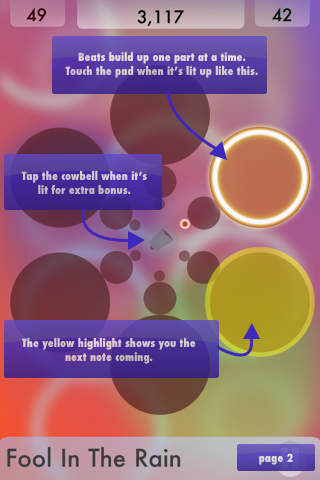 49
3,117
42
Beats build up one part at a time.
Touch the pad when it's lit up like this.
Tap the cowbell when it's
lit for extra bonus.
The yellow highlight shows you the
next note coming.
Fool In The Rain
page 2